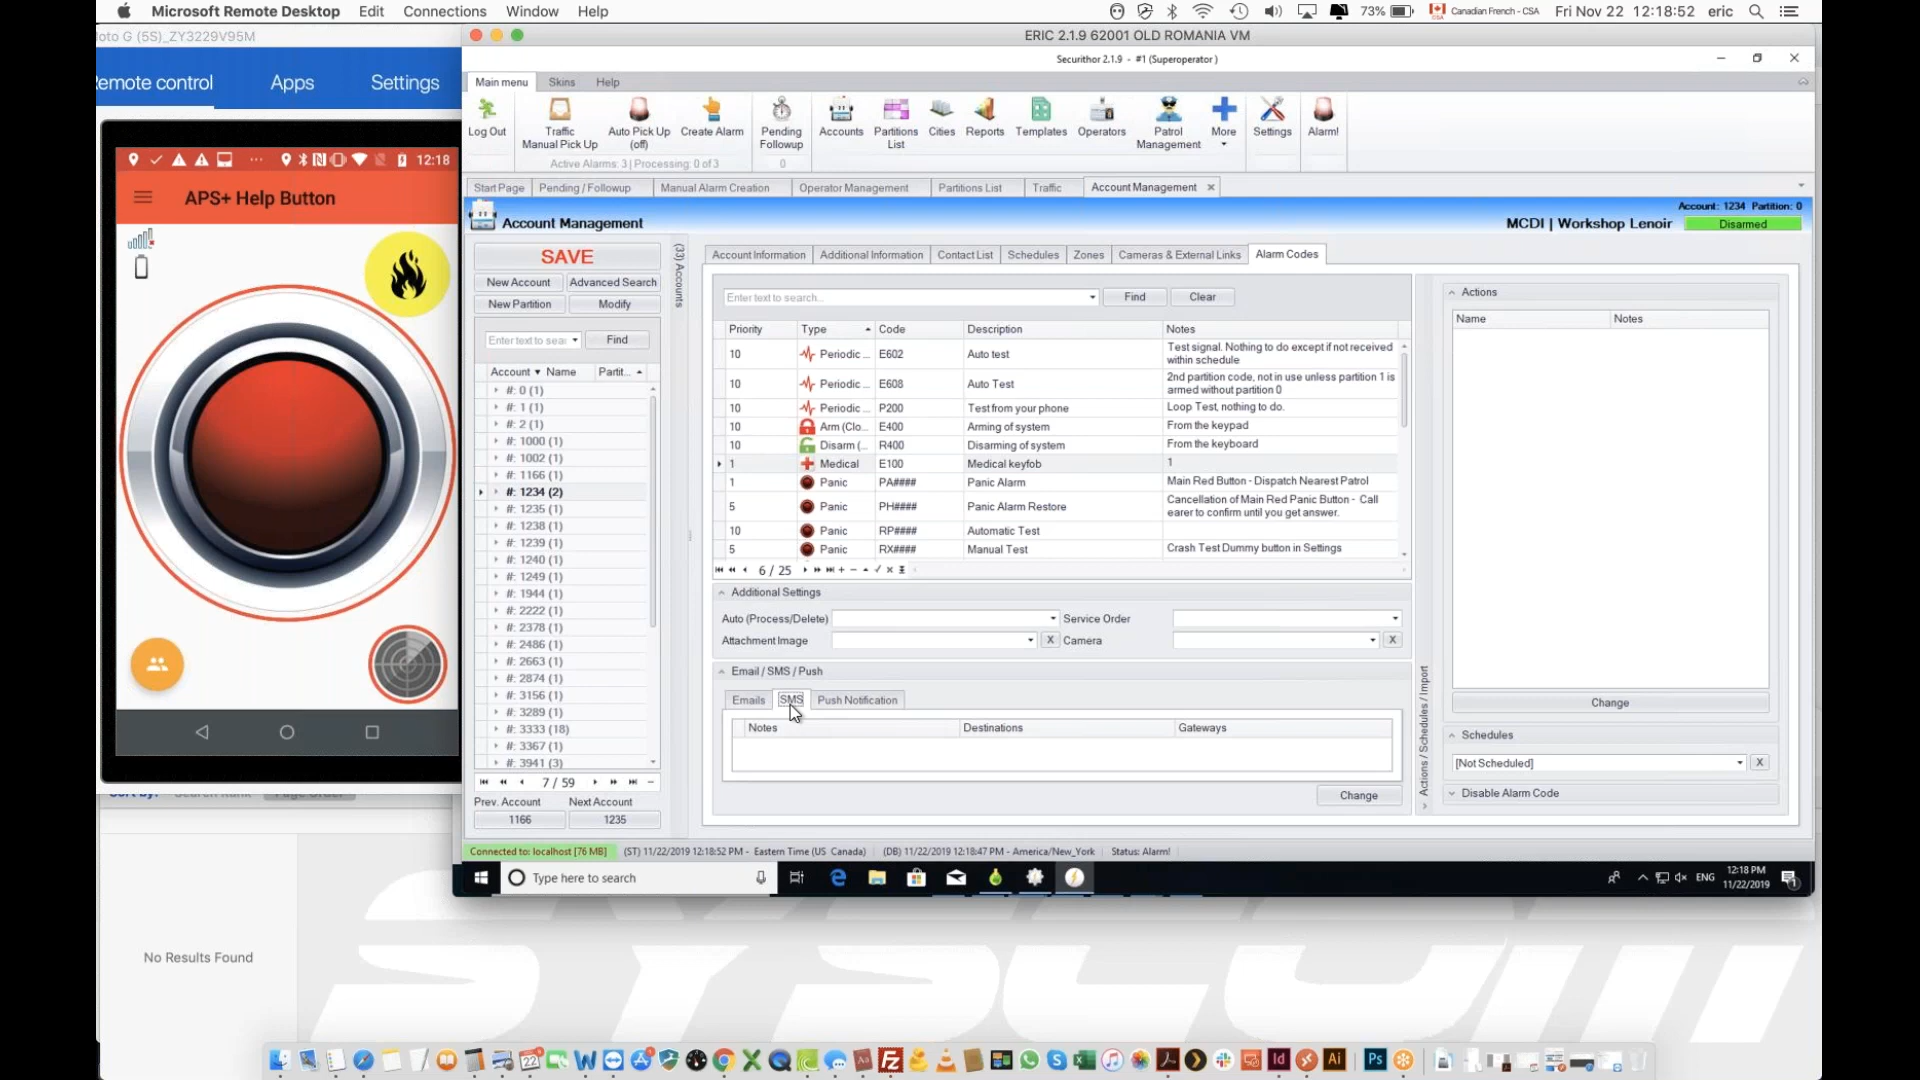 Microsoft Remote Desktop Edit Connections Window Help
73% Canadian French - CSA Fri Nov 22 12:18:52 eric
oto G (5S)_ZY3229V95M
emote control Apps Settings
12:18
APS+ Help Button
No Results Found
ERIC 2.1.9 62001 OLD ROMANIA VM
Securithor 2.1.9 - #1 (Superoperator )
Main menu Skins Help
Log Out
Traffic Manual Pick Up
Auto Pick Up (off)
Create Alarm
Pending Followup
Accounts
Partitions List
Cities
Reports
Templates
Operators
Patrol Management
More
Settings
Alarm!
Active Alarms: 3 | Processing: 0 of 3
0
Start Page Pending / Followup Manual Alarm Creation Operator Management Partitions List Traffic Account Management
Account: 1234 Partition: 0
Account Management
MCDI | Workshop Lenoir
Disarmed
SAVE
New Account Advanced Search
New Partition Modify
Enter text to sear Find
Account Name Partit...
#: 0 (1)
#: 1 (1)
#: 2 (1)
#: 1000 (1)
#: 1002 (1)
#: 1166 (1)
#: 1234 (2)
#: 1235 (1)
#: 1238 (1)
#: 1239 (1)
#: 1240 (1)
#: 1249 (1)
#: 1944 (1)
#: 2222 (1)
#: 2378 (1)
#: 2486 (1)
#: 2663 (1)
#: 2874 (1)
#: 3156 (1)
#: 3289 (1)
#: 3333 (18)
#: 3367 (1)
#: 3941 (3)
7 / 59
Prev. Account Next Account
1166 1235
(33) Accounts
Account Information Additional Information Contact List Schedules Zones Cameras & External Links Alarm Codes
Enter text to search... Find Clear
Priority Type Code Description Notes
10 Periodic ... E602 Auto test Test signal. Nothing to do except if not received within schedule
10 Periodic ... E608 Auto Test 2nd partition code, not in use unless partition 1 is armed without partition 0
10 Periodic ... P200 Test from your phone Loop Test, nothing to do.
10 Arm (Clo... E400 Arming of system From the keypad
10 Disarm (... R400 Disarming of system From the keyboard
1 Medical E100 Medical keyfob 1
1 Panic PA#### Panic Alarm Main Red Button - Dispatch Nearest Patrol
5 Panic PH#### Panic Alarm Restore Cancellation of Main Red Panic Button - Call earer to confirm until you get answer.
10 Panic RP#### Automatic Test
5 Panic RX#### Manual Test Crash Test Dummy button in Settings
6 / 25
Additional Settings
Auto (Process/Delete) Service Order
Attachment Image X Camera X
Email / SMS / Push
Emails SMS Push Notification
Notes Destinations Gateways
Change
Actions / Schedules / Import
Actions
Name Notes
Change
Schedules
[Not Scheduled] X
Disable Alarm Code
Connected to: localhost [76 MB] (ST) 11/22/2019 12:18:52 PM - Eastern Time (US Canada) (DB) 11/22/2019 12:18:47 PM - America/New_York Status: Alarm!
Type here to search
ENG
12:18 PM
11/22/2019
SYSCOM